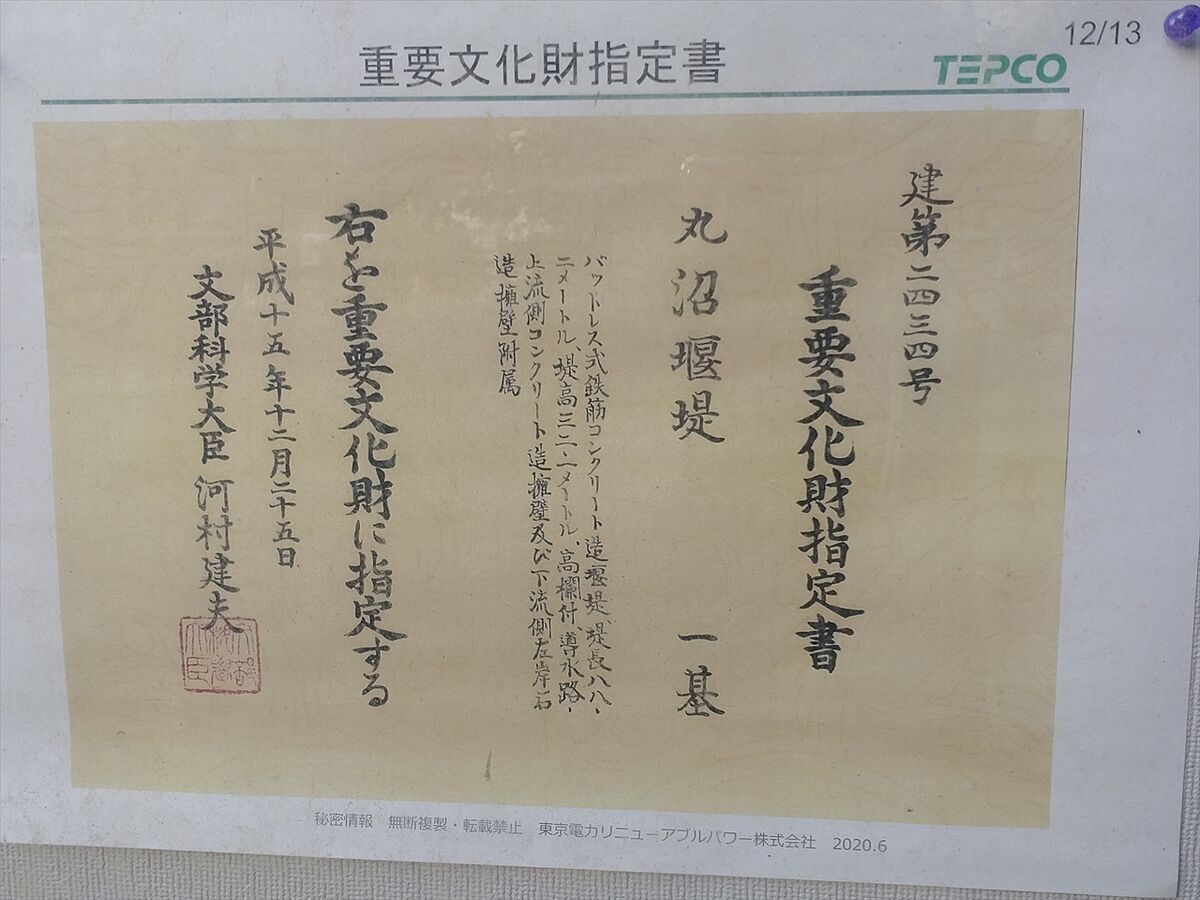 12/13
重要文化財指定書
TEPCO
建第二四三四号
重要文化財指定書
丸沼堰堤 一基
バットレス式鉄筋コンクリート造堰堤、堤長八八・
二メートル、堤高三二・一メートル、高欄付、導水路・
上流側コンクリート造擁壁及び下流側左岸石
造擁壁附属
右を重要文化財に指定する
平成十五年十二月二十五日
文部科学大臣 河村建夫
秘密情報 無断複製・転載禁止 東京電力リニューアブルパワー株式会社 2020.6